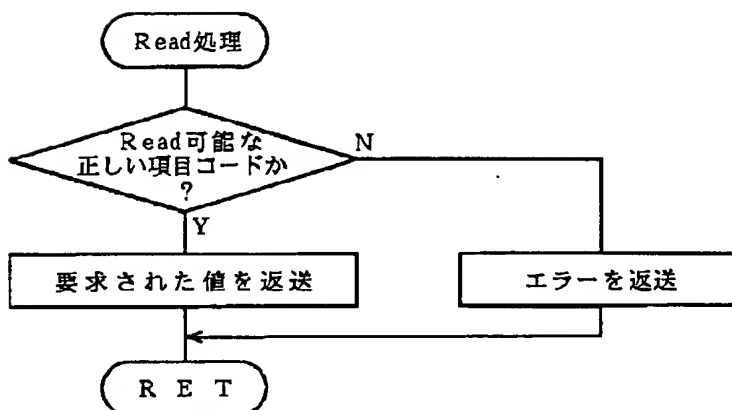 Read処理
Read可能な
正しい項目コードか
?
N
Y
要求された値を返送
エラーを返送
RET